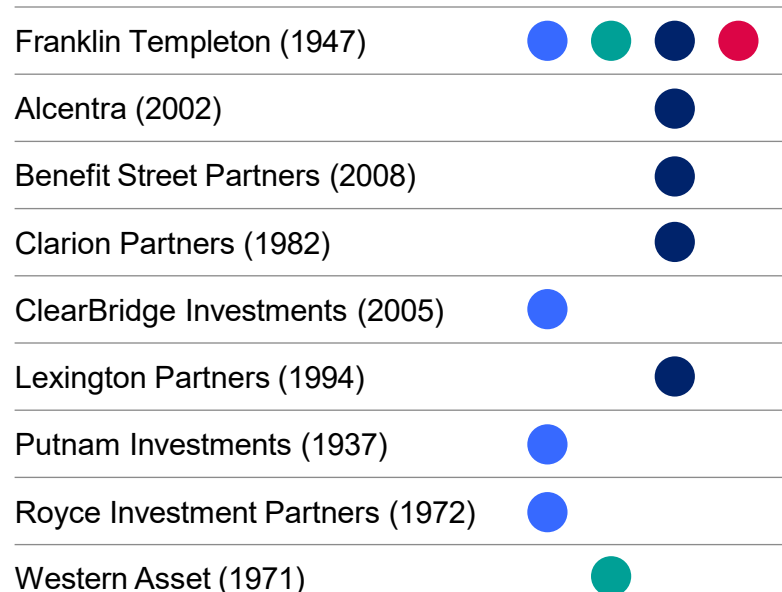 Franklin Templeton (1947)
Alcentra (2002)
Benefit Street Partners (2008)
Clarion Partners (1982)
ClearBridge Investments (2005)
Lexington Partners (1994)
Putnam Investments (1937)
Royce Investment Partners (1972)
Western Asset (1971)